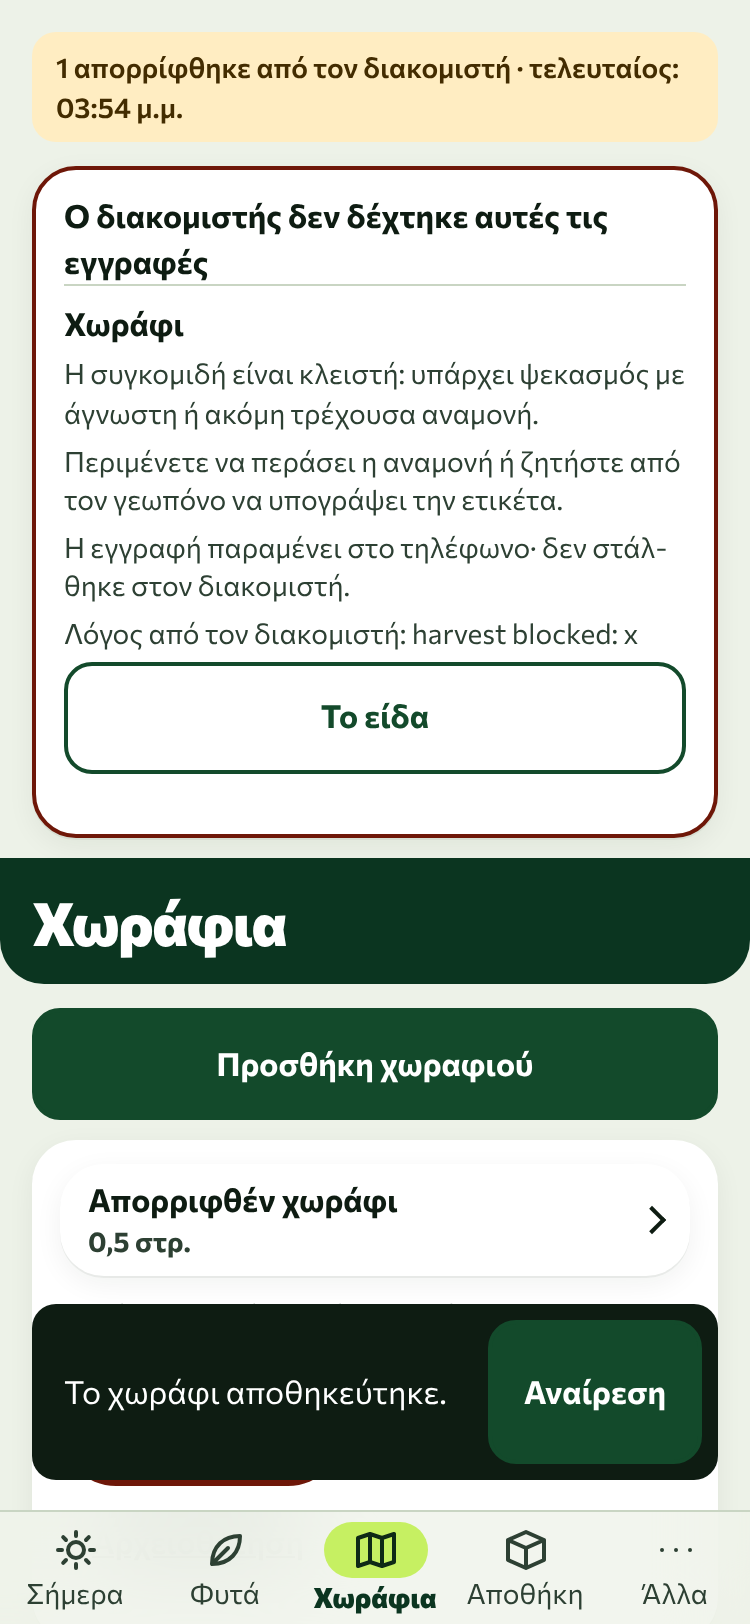 1 απορρίφθηκε από τον διακομιστή · τελευταίος:
03:54 μ.μ.
Ο διακομιστής δεν δέχτηκε αυτές τις
εγγραφές
Χωράφι
Η συγκομιδή είναι κλειστή: υπάρχει ψεκασμός με
άγνωστη ή ακόμη τρέχουσα αναμονή.
Περιμένετε να περάσει η αναμονή ή ζητήστε από
τον γεωπόνο να υπογράψει την ετικέτα.
Η εγγραφή παραμένει στο τηλέφωνο· δεν στάλ-
θηκε στον διακομιστή.
Λόγος από τον διακομιστή: harvest blocked: x
Το είδα
Χωράφια
Προσθήκη χωραφιού
Απορριφθέν χωράφι
0,5 στρ.
Το χωράφι αποθηκεύτηκε.
Αναίρεση
Σήμερα
Φυτά
Χωράφια
Αποθήκη
Άλλα